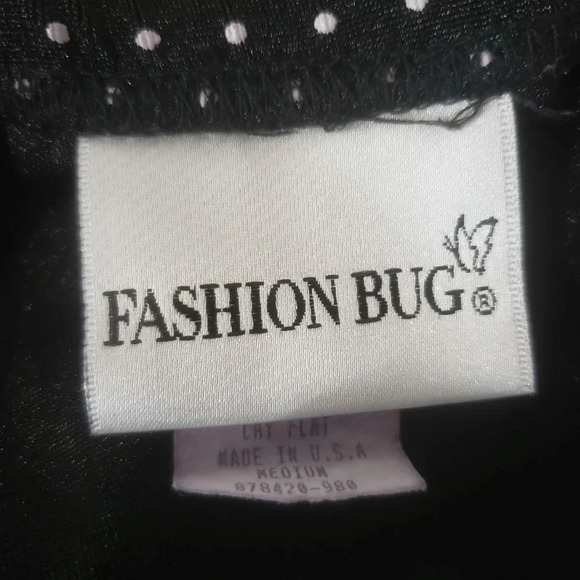 FASHION BUG®
LAY FLAT
MADE IN U.S.A
MEDIUM
878420-980